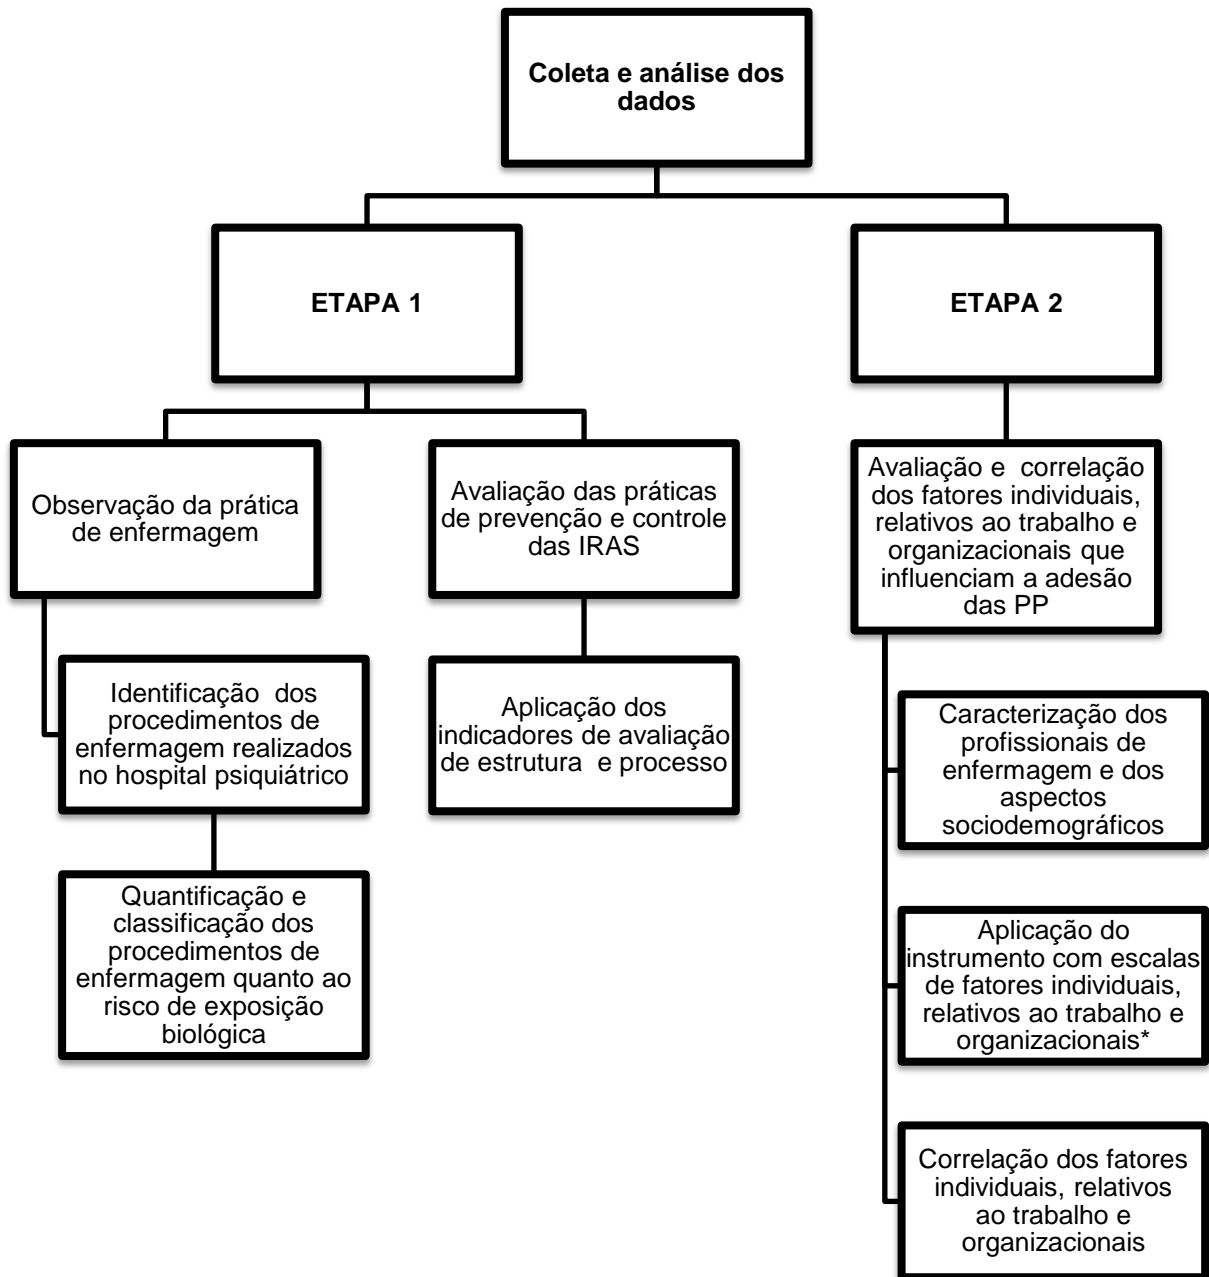 Coleta e análise dos
dados
ETAPA 1
ETAPA 2
Observação da prática
de enfermagem
Avaliação das práticas
de prevenção e controle
das IRAS
Avaliação e correlação
dos fatores individuais,
relativos ao trabalho e
organizacionais que
influenciam a adesão
das PP
Identificação dos
procedimentos de
enfermagem realizados
no hospital psiquiátrico
Aplicação dos
indicadores de avaliação
de estrutura e processo
Caracterização dos
profissionais de
enfermagem e dos
aspectos
sociodemográficos
Quantificação e
classificação dos
procedimentos de
enfermagem quanto ao
risco de exposição
biológica
Aplicação do
instrumento com escalas
de fatores individuais,
relativos ao trabalho e
organizacionais*
Correlação dos fatores
individuais, relativos
ao trabalho e
organizacionais